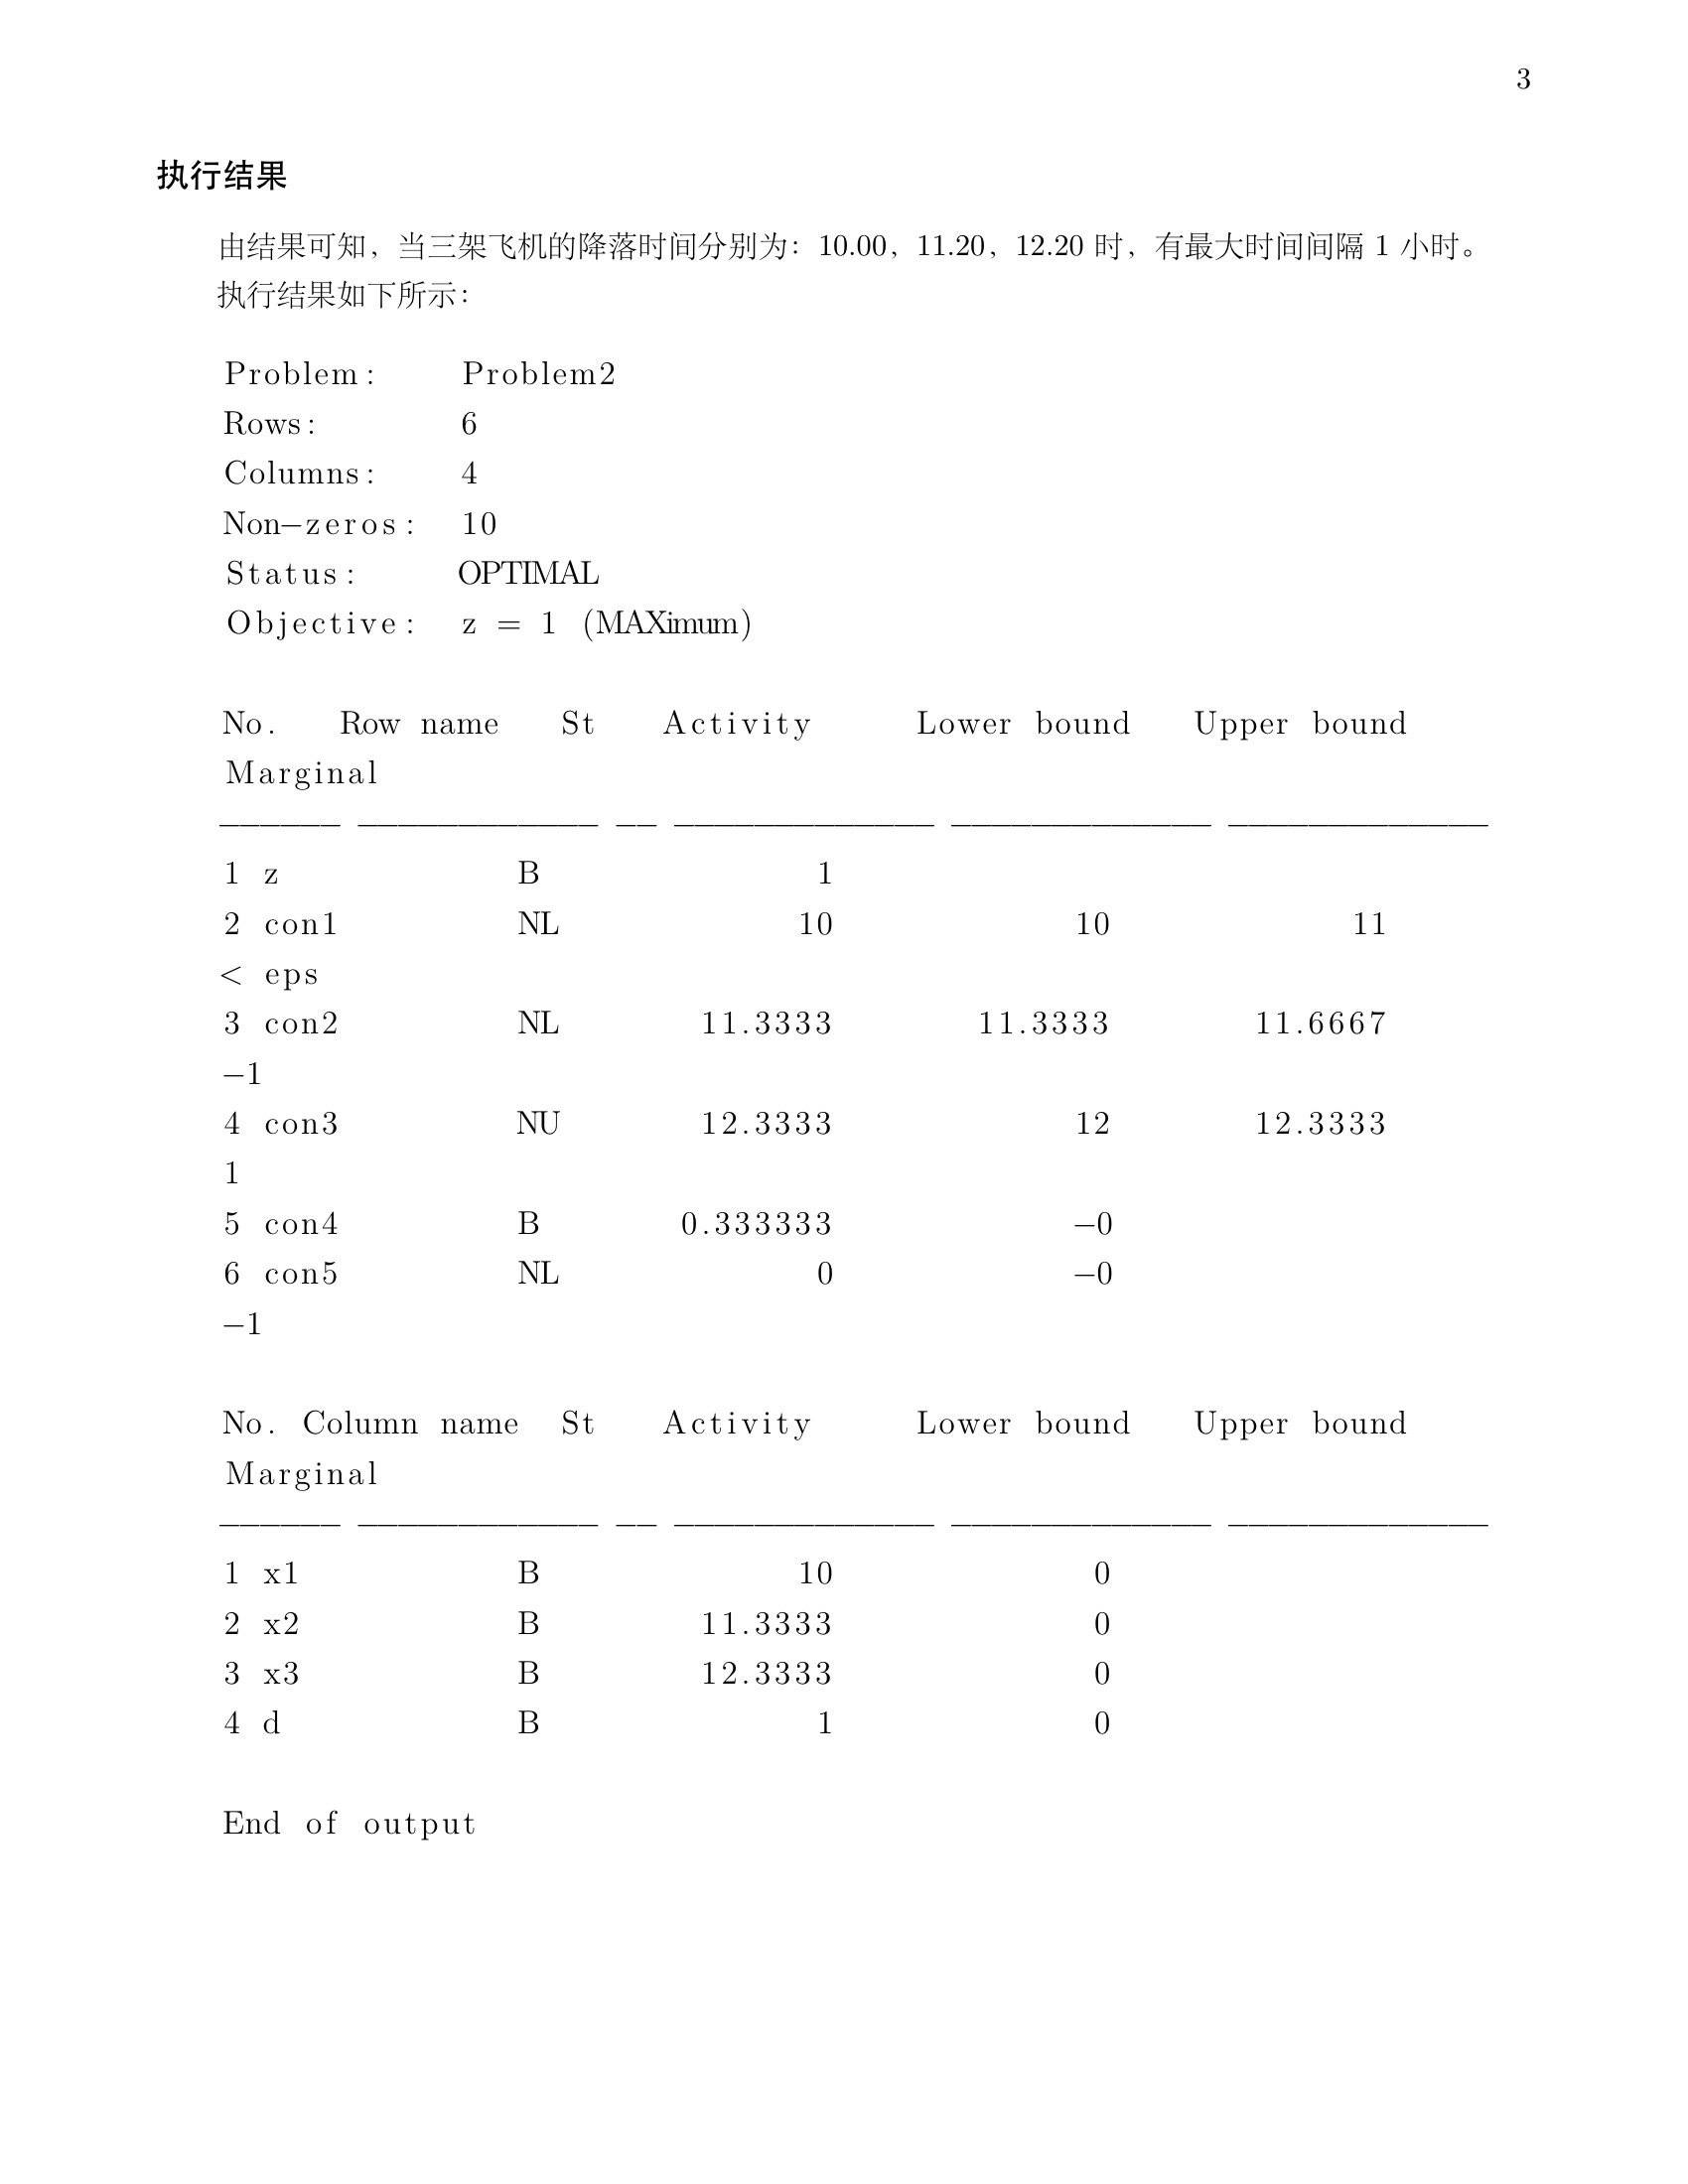 3
执行结果
由结果可知，当三架飞机的降落时间分别为：10.00，11.20，12.20 时，有最大时间间隔 1 小时。
执行结果如下所示：
Problem: Problem2
Rows: 6
Columns: 4
Non−zeros: 10
Status: OPTIMAL
Objective: z = 1 (MAXimum)
No. Row name St Activity Lower bound Upper bound
Marginal
−−−−−− −−−−−−−−−−−− −− −−−−−−−−−−−−− −−−−−−−−−−−−− −−−−−−−−−−−−−
1 z B 1
2 con1 NL 10 10 11
< eps
3 con2 NL 11.3333 11.3333 11.6667
−1
4 con3 NU 12.3333 12 12.3333
1
5 con4 B 0.333333 −0
6 con5 NL 0 −0
−1
No. Column name St Activity Lower bound Upper bound
Marginal
−−−−−− −−−−−−−−−−−− −− −−−−−−−−−−−−− −−−−−−−−−−−−− −−−−−−−−−−−−−
1 x1 B 10 0
2 x2 B 11.3333 0
3 x3 B 12.3333 0
4 d B 1 0
End of output